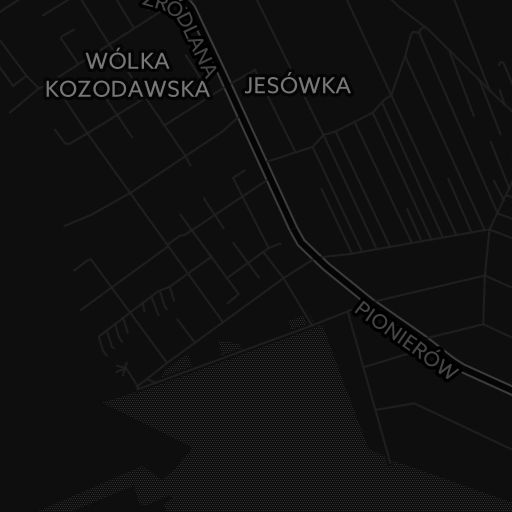 ŹRÓDLANA
WÓLKA
KOZODAWSKA
JESÓWKA
PIONIERÓW